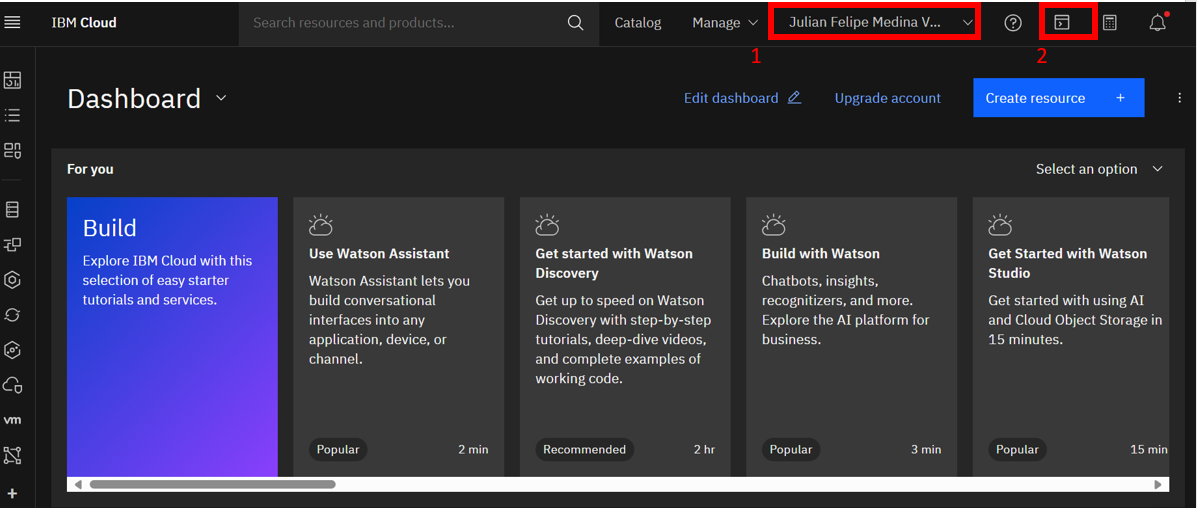 IBM Cloud
Search resources and products...
Catalog
Manage
Julian Felipe Medina V...
1
2
Dashboard
Edit dashboard
Upgrade account
Create resource +
For you
Select an option
Build
Explore IBM Cloud with this
selection of easy starter
tutorials and services.
Use Watson Assistant
Watson Assistant lets you
build conversational
interfaces into any
application, device, or
channel.
Popular
2 min
Get started with Watson
Discovery
Get up to speed on Watson
Discovery with step-by-step
tutorials, deep-dive videos,
and complete examples of
working code.
Recommended
2 hr
Build with Watson
Chatbots, insights,
recognitizers, and more.
Explore the AI platform for
business.
Popular
3 min
Get Started with Watson
Studio
Get started with using AI
and Cloud Object Storage in
15 minutes.
Popular
15 min
vm